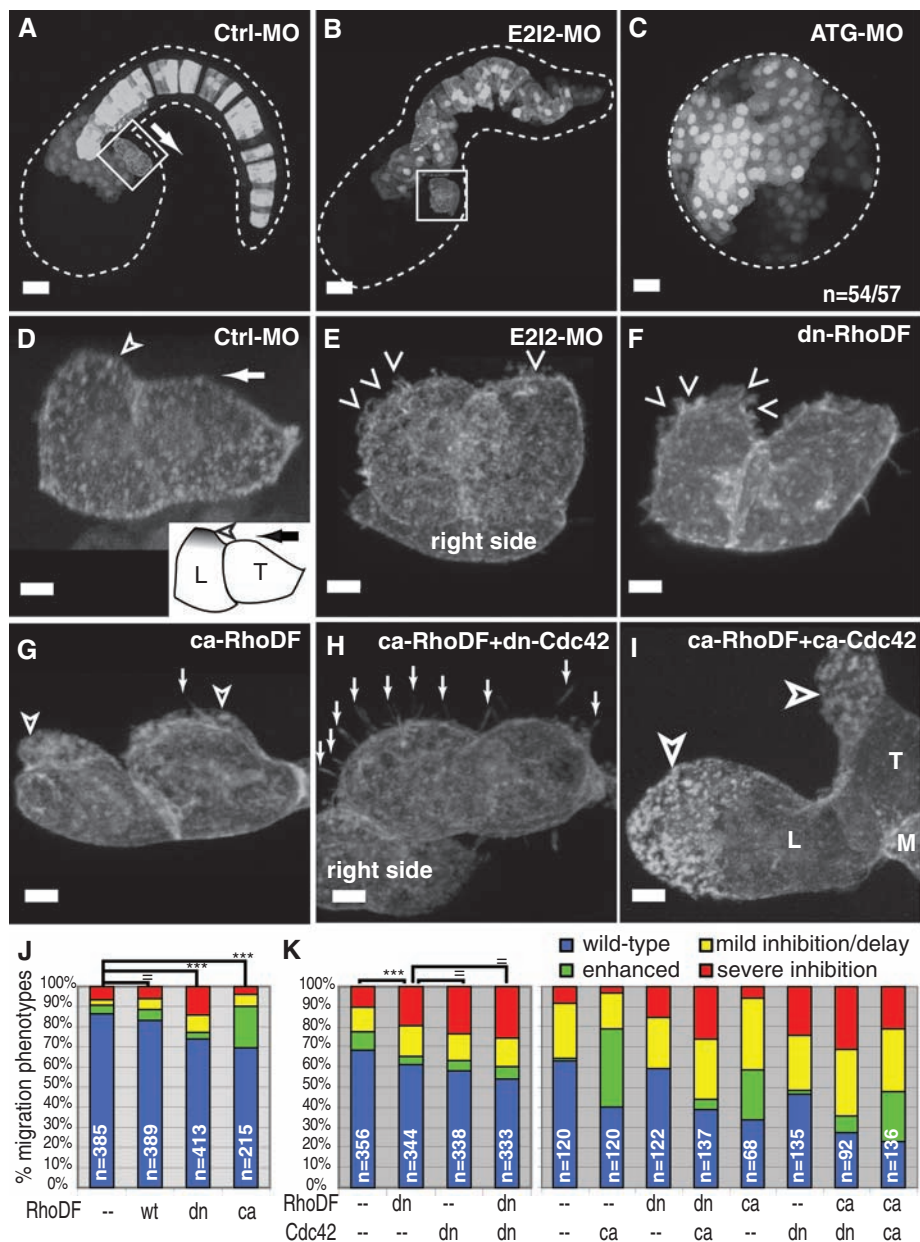 A Ctrl-MO
B E2I2-MO
C ATG-MO
n=54/57
D Ctrl-MO
L T
E E2I2-MO
right side
F dn-RhoDF
G ca-RhoDF
H ca-RhoDF+dn-Cdc42
right side
I ca-RhoDF+ca-Cdc42
T
L
M
J
*** 
= ***
% migration phenotypes
100%
90%
80%
70%
60%
50%
40%
30%
20%
10%
0%
n=385 n=389 n=413 n=215
RhoDF -- wt dn ca
K
wild-type mild inhibition/delay
enhanced severe inhibition
*** = =
100%
90%
80%
70%
60%
50%
40%
30%
20%
10%
0%
n=356 n=344 n=338 n=333 n=120 n=120 n=122 n=137 n=68 n=135 n=92 n=136
RhoDF -- dn -- dn -- -- dn dn ca -- ca ca
Cdc42 -- -- dn dn -- ca -- ca -- dn dn ca